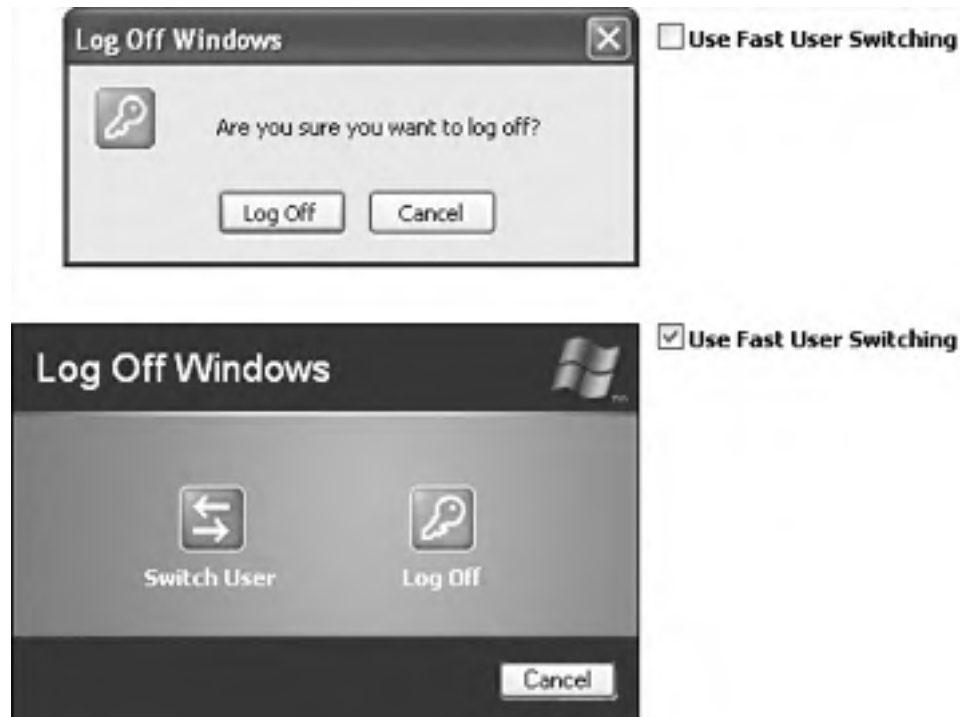 Log Off Windows
Use Fast User Switching
Are you sure you want to log off?
Log Off
Cancel
Use Fast User Switching
Log Off Windows
Switch User
Log Off
Cancel